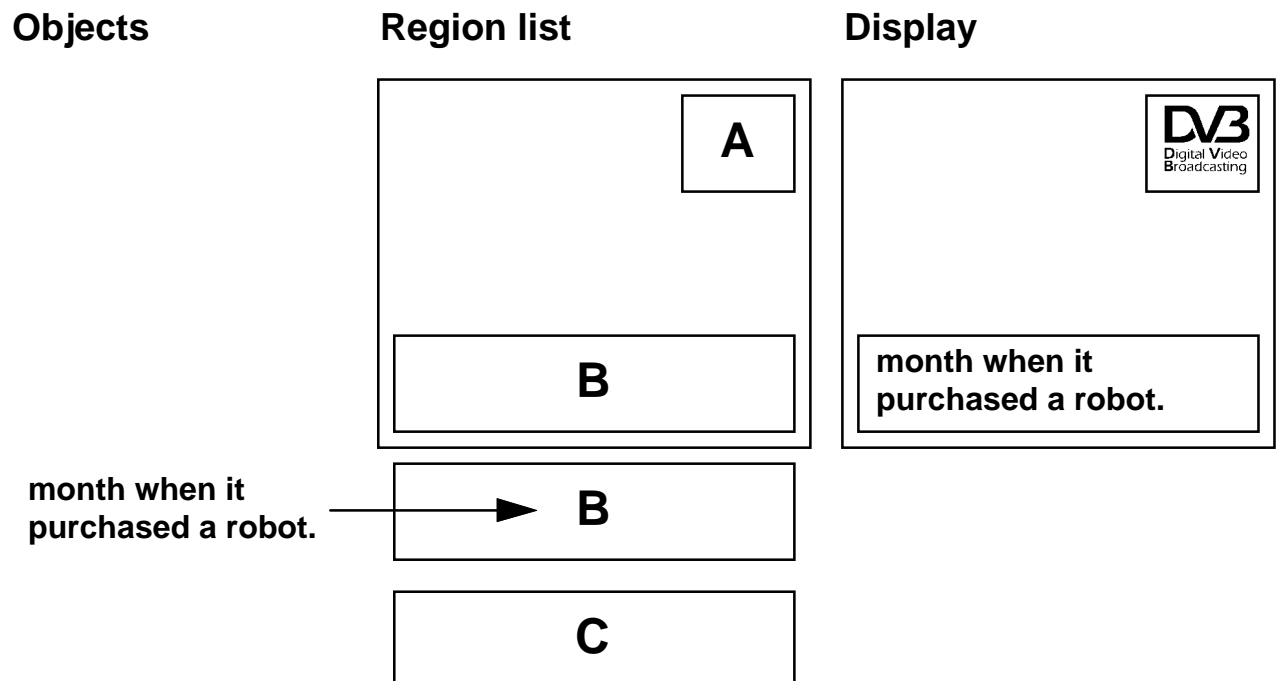 Objects
Region list
Display
A
DVB
Digital Video
Broadcasting
B
month when it
purchased a robot.
month when it
purchased a robot.
B
C